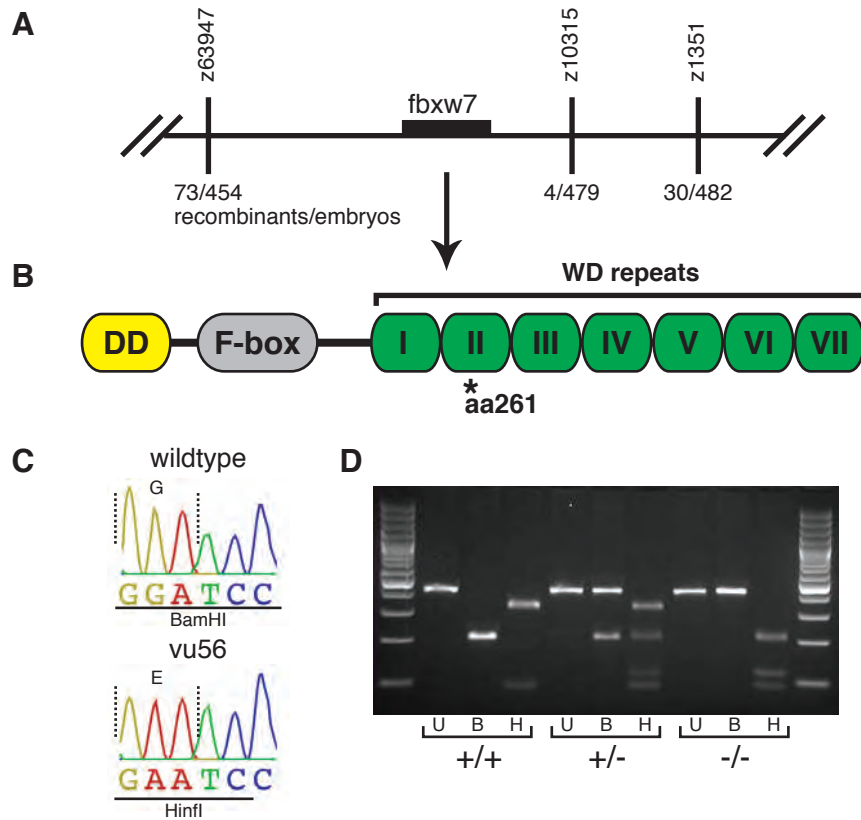 A
z63947
z10315
z1351
fbxw7
73/454
recombinants/embryos
4/479
30/482
B
WD repeats
DD
F-box
I
II
III
IV
V
VI
VII
*
aa261
C
wildtype
G
GGATCC
BamHI
vu56
E
GAATCC
HinfI
D
U B H U B H U B H
+/+ +/- -/-